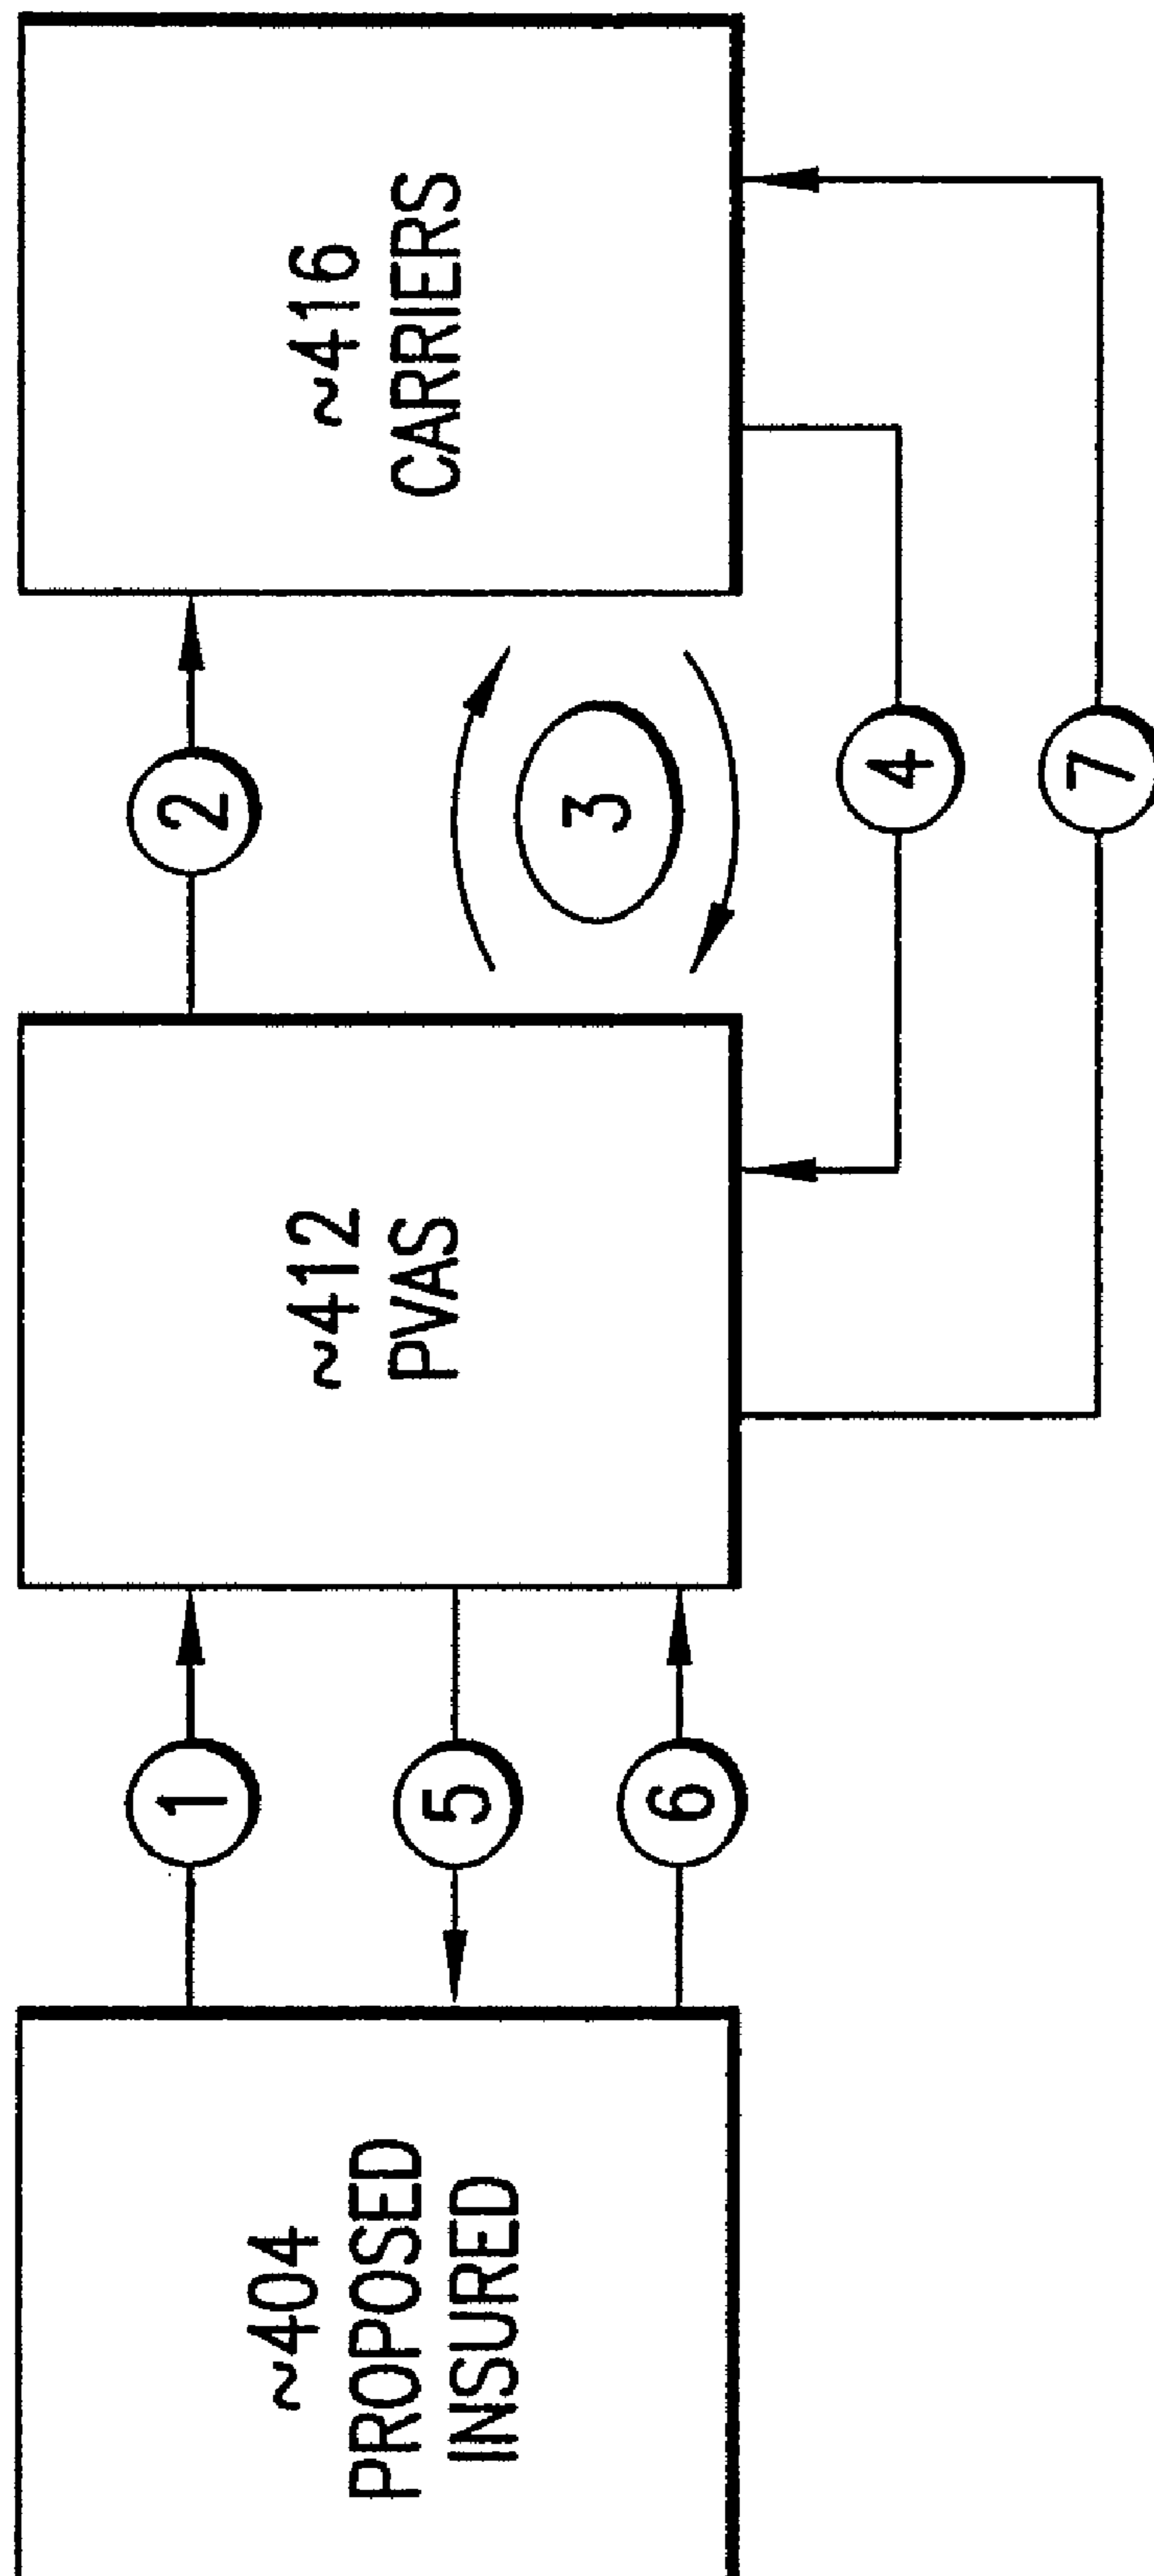 ~404
PROPOSED
INSURED
1
5
6
~412
PVAS
2
3
4
7
~416
CARRIERS